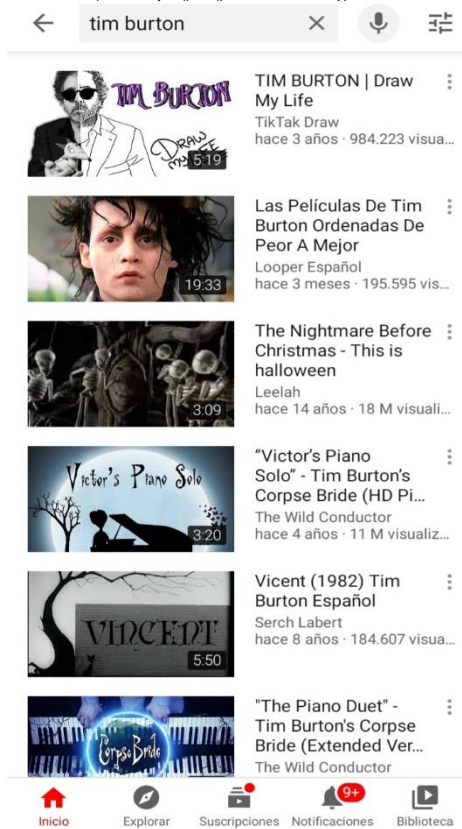 tim burton
TIM BURTON
DRAW
MY LIFE
5:19
TIM BURTON | Draw
My Life
TikTak Draw
hace 3 años · 984.223 visua...
19:33
Las Películas De Tim
Burton Ordenadas De
Peor A Mejor
Looper Español
hace 3 meses · 195.595 vis...
3:09
The Nightmare Before
Christmas - This is
halloween
Leelah
hace 14 años · 18 M visuali...
Victor's Piano Solo
3:20
“Victor’s Piano
Solo” - Tim Burton’s
Corpse Bride (HD Pi...
The Wild Conductor
hace 4 años · 11 M visualiz...
VINCENT
5:50
Vicent (1982) Tim
Burton Español
Serch Labert
hace 8 años · 184.607 visua...
Corpse Bride
"The Piano Duet" -
Tim Burton's Corpse
Bride (Extended Ver...
The Wild Conductor
9+
Inicio
Explorar
Suscripciones
Notificaciones
Biblioteca